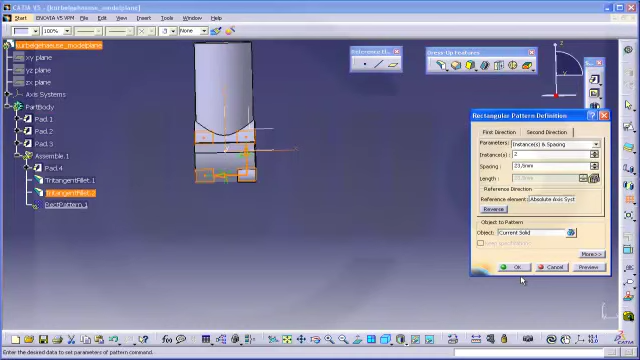 CATIA V5
Start ENOVIA V5 VPM File Edit View Insert Tools Window Help
100%
None
kurbelgehaeuse_modelplane
xy plane
yz plane
zx plane
Axis Systems
PartBody
Pad.1
Pad.2
Pad.3
Assemble.1
Pad.4
TritangentFillet.1
TritangentFillet.2
RectPattern.1
Dress-Up Features
Rectangular Pattern Definition
First Direction Second Direction
Parameters: Instance(s) & Spacing
Instance(s): 2
Spacing : 23,5mm
Length :
Reference Direction
Reference element: Absolute Axis Syst
Reverse
Object to Pattern
Object: Current Solid
More>>
OK Cancel Preview
Enter the desired data to set parameters of pattern command.